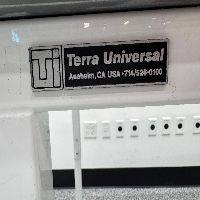 Terra Universal
Anaheim, CA USA • 714/526-0100